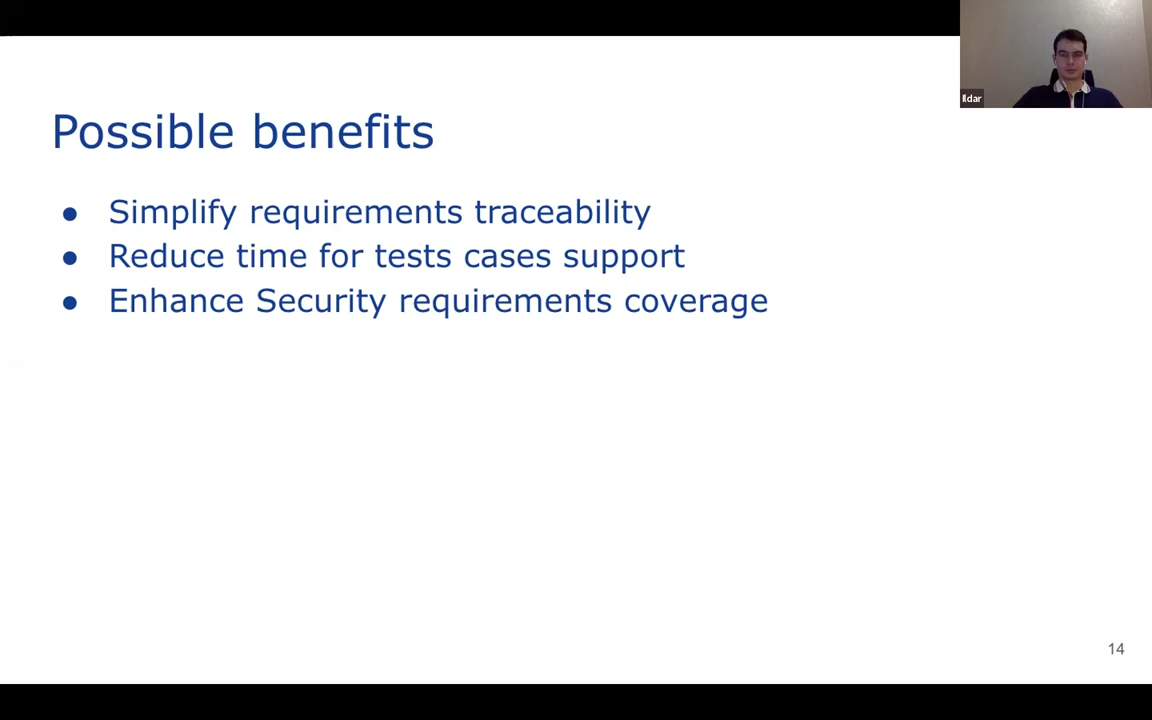 Ildar
Possible benefits
● Simplify requirements traceability
● Reduce time for tests cases support
● Enhance Security requirements coverage
14